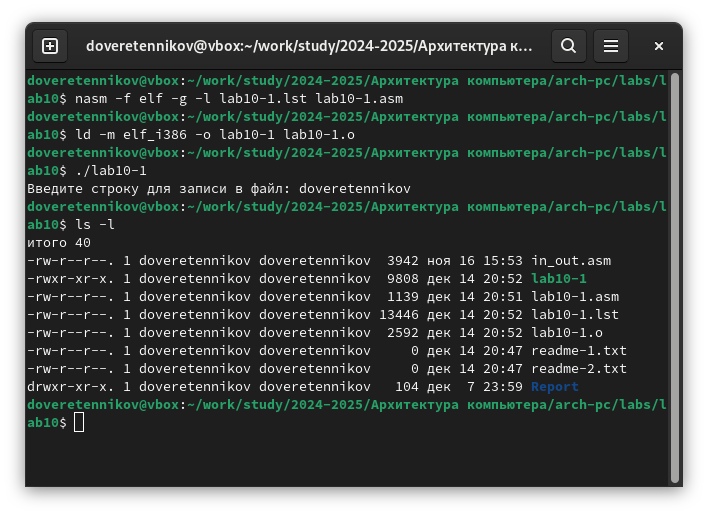 doveretennikov@vbox:~/work/study/2024-2025/Архитектура к...
doveretennikov@vbox:~/work/study/2024-2025/Архитектура компьютера/arch-pc/labs/l
ab10$ nasm -f elf -g -l lab10-1.lst lab10-1.asm
doveretennikov@vbox:~/work/study/2024-2025/Архитектура компьютера/arch-pc/labs/l
ab10$ ld -m elf_i386 -o lab10-1 lab10-1.o
doveretennikov@vbox:~/work/study/2024-2025/Архитектура компьютера/arch-pc/labs/l
ab10$ ./lab10-1
Введите строку для записи в файл: doveretennikov
doveretennikov@vbox:~/work/study/2024-2025/Архитектура компьютера/arch-pc/labs/l
ab10$ ls -l
итого 40
-rw-r--r--. 1 doveretennikov doveretennikov  3942 ноя 16 15:53 in_out.asm
-rwxr-xr-x. 1 doveretennikov doveretennikov  9808 дек 14 20:52 lab10-1
-rw-r--r--. 1 doveretennikov doveretennikov  1139 дек 14 20:51 lab10-1.asm
-rw-r--r--. 1 doveretennikov doveretennikov 13446 дек 14 20:52 lab10-1.lst
-rw-r--r--. 1 doveretennikov doveretennikov  2592 дек 14 20:52 lab10-1.o
-rw-r--r--. 1 doveretennikov doveretennikov     0 дек 14 20:47 readme-1.txt
-rw-r--r--. 1 doveretennikov doveretennikov     0 дек 14 20:47 readme-2.txt
drwxr-xr-x. 1 doveretennikov doveretennikov   104 дек  7 23:59 Report
doveretennikov@vbox:~/work/study/2024-2025/Архитектура компьютера/arch-pc/labs/l
ab10$